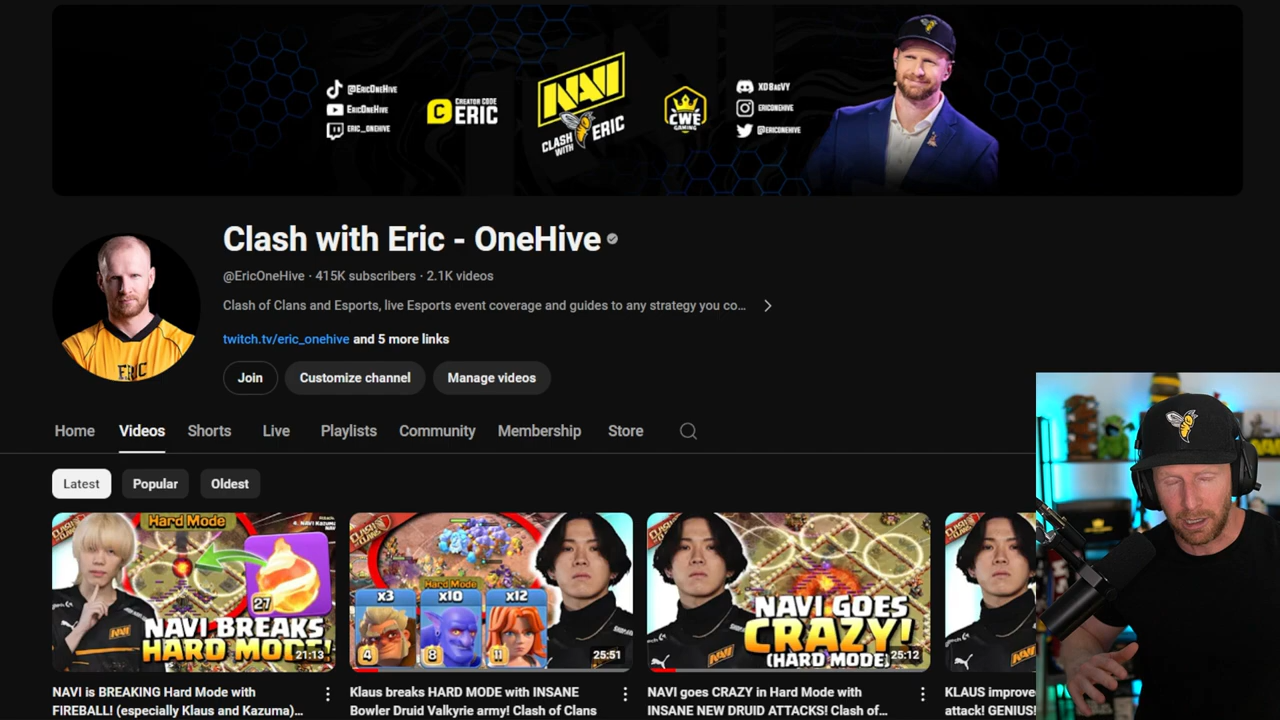 @EricOneHive
EricOneHive
Eric_OneHive
C CREATOR CODE
ERIC
NAVI
CLASH WITH ERIC
CWE
GAMING
XDBagVY
EricOneHive
@EricOneHive
Clash with Eric - OneHive
@EricOneHive · 415K subscribers · 2.1K videos
Clash of Clans and Esports, live Esports event coverage and guides to any strategy you co...
twitch.tv/eric_onehive and 5 more links
Join
Customize channel
Manage videos
Home
Videos
Shorts
Live
Playlists
Community
Membership
Store
Latest
Popular
Oldest
Hard Mode
27
NAVI BREAKS
HARD MODE!
21:13
Hard Mode
x3
x10
x12
4
8
11
25:51
NAVI GOES
CRAZY!
(HARD MODE)
25:12
NAVI is BREAKING Hard Mode with
FIREBALL! (especially Klaus and Kazuma)...
Klaus breaks HARD MODE with INSANE
Bowler Druid Valkyrie army! Clash of Clans
NAVI goes CRAZY in Hard Mode with
INSANE NEW DRUID ATTACKS! Clash of...
KLAUS improve
attack! GENIUS!